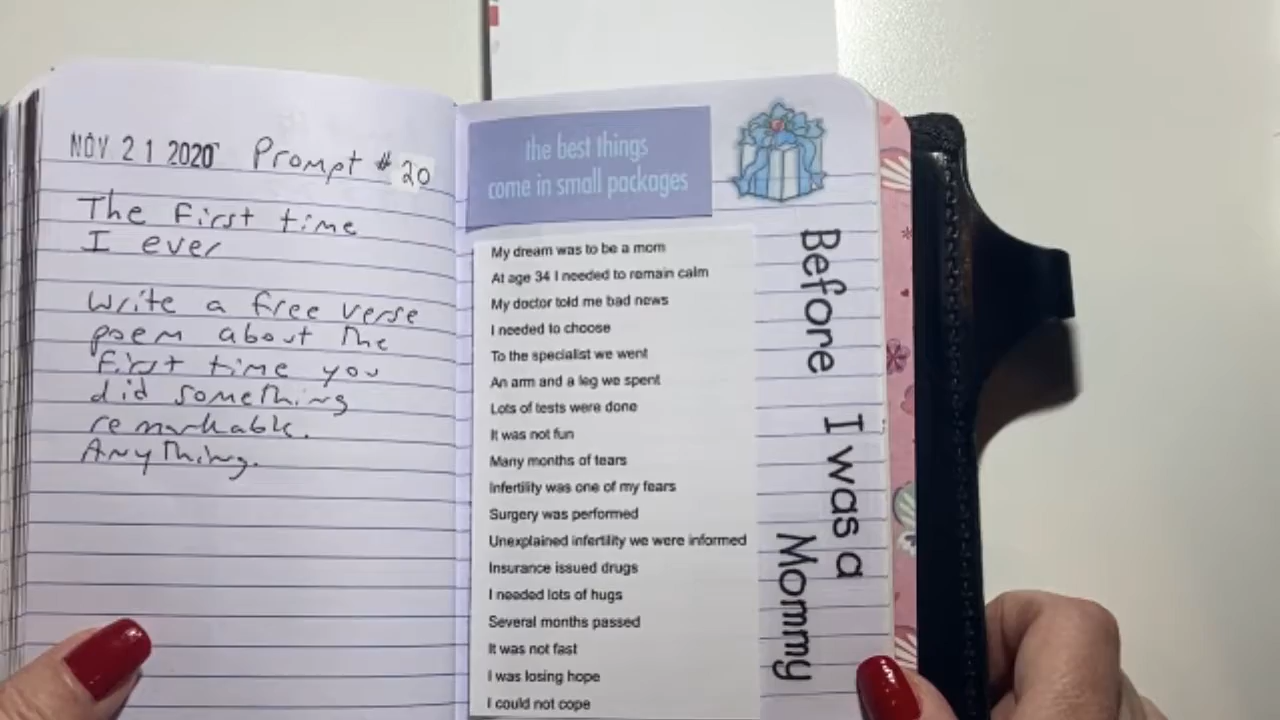 NOV 21 2020 Prompt # 20
The first time
I ever
Write a free verse
poem about the
first time you
did something
remarkable.
Anything.
the best things
come in small packages
My dream was to be a mom
At age 34 I needed to remain calm
My doctor told me bad news
I needed to choose
To the specialist we went
An arm and a leg we spent
Lots of tests were done
It was not fun
Many months of tears
Infertility was one of my fears
Surgery was performed
Unexplained infertility we were informed
Insurance issued drugs
I needed lots of hugs
Several months passed
It was not fast
I was losing hope
I could not cope
Before I was a
Mommy